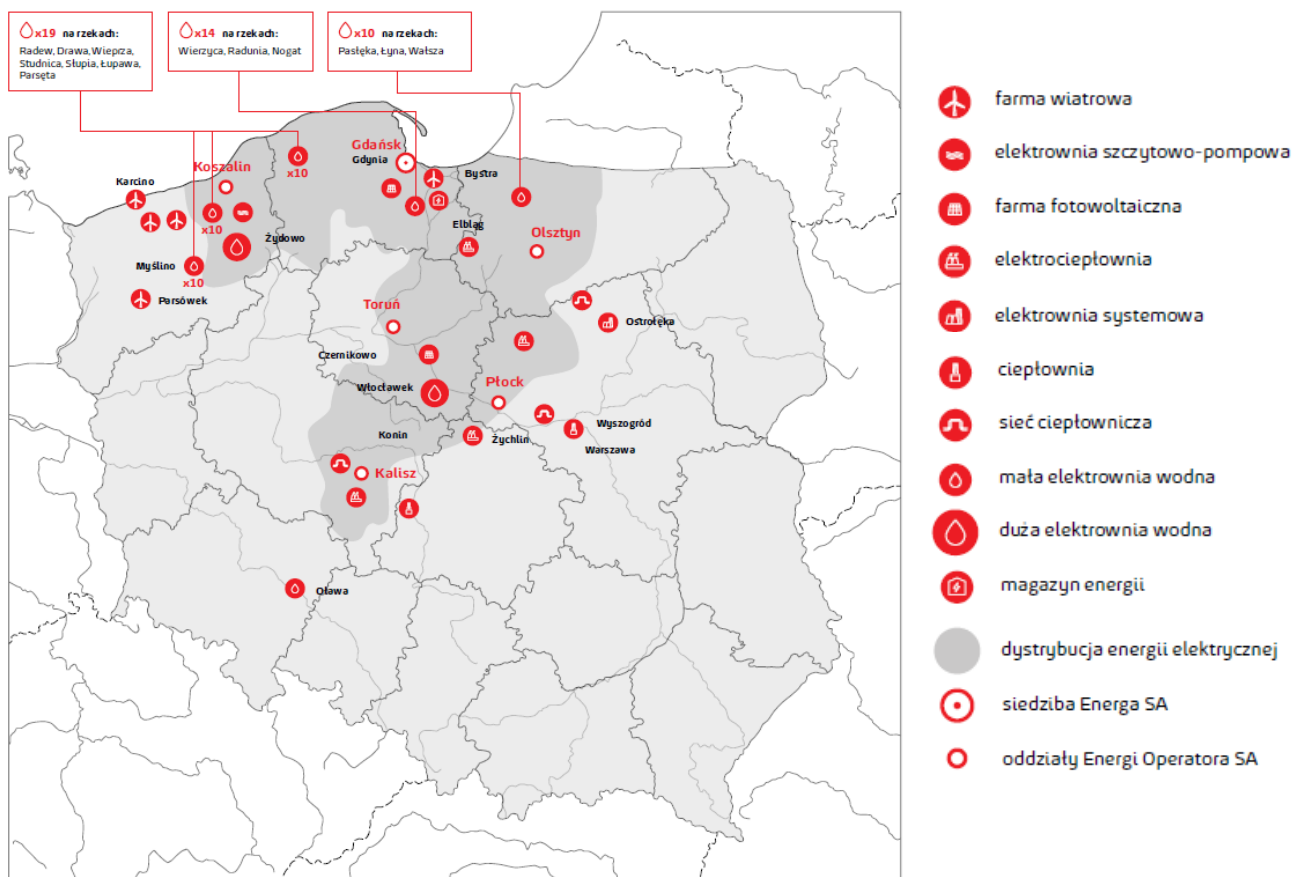 x19 na rzekach:
Radew, Drawa, Wieprza,
Studnica, Słupia, Łupawa,
Parsęta
x14 na rzekach:
Wierzyca, Radunia, Nogat
x10 na rzekach:
Pasłęka, Łyna, Wałsza
Gdańsk
Gdynia
Koszalin
x10
Bystra
Karcino
x10
Elbląg
Olsztyn
Żydowo
Myślino
x10
Parsówek
Toruń
Ostrołęka
Czernikowo
Włocławek
Płock
Wyszogród
Konin
Żychlin
Warszawa
Kalisz
Oława
farma wiatrowa
elektrownia szczytowo-pompowa
farma fotowoltaiczna
elektrociepłownia
elektrownia systemowa
ciepłownia
sieć ciepłownicza
mała elektrownia wodna
duża elektrownia wodna
magazyn energii
dystrybucja energii elektrycznej
siedziba Energa SA
oddziały Energi Operatora SA